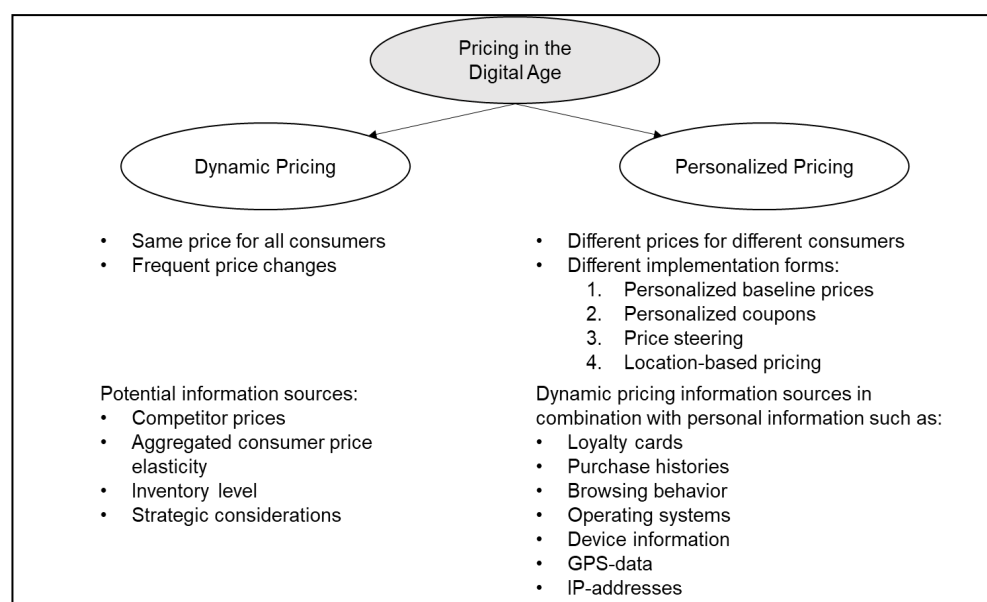 Pricing in the
Digital Age
Dynamic Pricing
Personalized Pricing
• Same price for all consumers
• Frequent price changes
• Different prices for different consumers
• Different implementation forms:
1. Personalized baseline prices
2. Personalized coupons
3. Price steering
4. Location-based pricing
Potential information sources:
• Competitor prices
• Aggregated consumer price
elasticity
• Inventory level
• Strategic considerations
Dynamic pricing information sources in
combination with personal information such as:
• Loyalty cards
• Purchase histories
• Browsing behavior
• Operating systems
• Device information
• GPS-data
• IP-addresses